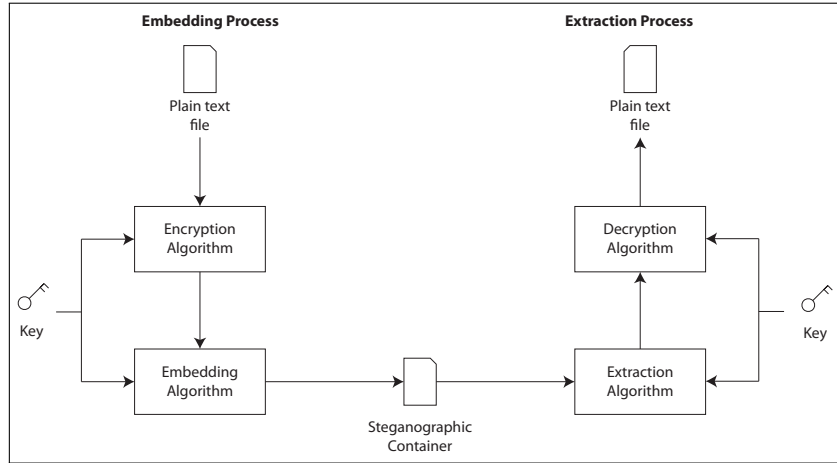 Embedding Process
Extraction Process
Plain text
file
Plain text
file
Encryption
Algorithm
Decryption
Algorithm
Key
Key
Embedding
Algorithm
Extraction
Algorithm
Steganographic
Container